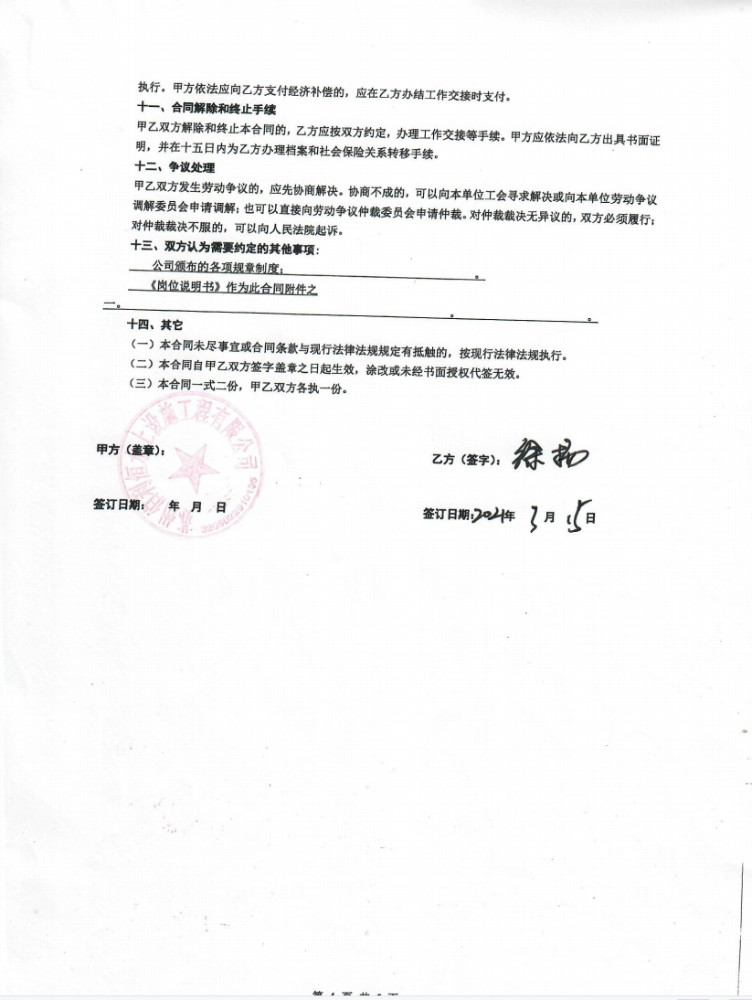 执行。甲方依法应向乙方支付经济补偿的，应在乙方办结工作交接时支付。
十一、合同解除和终止手续
甲乙双方解除和终止本合同的，乙方应按双方约定，办理工作交接等手续。甲方应依法向乙方出具书面证
明，并在十五日内为乙方办理档案和社会保险关系转移手续。
十二、争议处理
甲乙双方发生劳动争议的，应先协商解决。协商不成的，可以向本单位工会寻求解决或向本单位劳动争议
调解委员会申请调解；也可以直接向劳动争议仲裁委员会申请仲裁。对仲裁裁决无异议的，双方必须履行；
对仲裁裁决不服的，可以向人民法院起诉。
十三、双方认为需要约定的其他事项：
公司颁布的各项规章制度； 。
《岗位说明书》作为此合同附件之
一。 。 。
十四、其它
（一）本合同未尽事宜或合同条款与现行法律法规规定有抵触的，按现行法律法规执行。
（二）本合同自甲乙双方签字盖章之日起生效，涂改或未经书面授权代签无效。
（三）本合同一式二份，甲乙双方各执一份。
甲方（盖章）：
乙方（签字）：徐杨
签订日期： 年 月 日
签订日期：2021年 3月 15日
工程有限公司